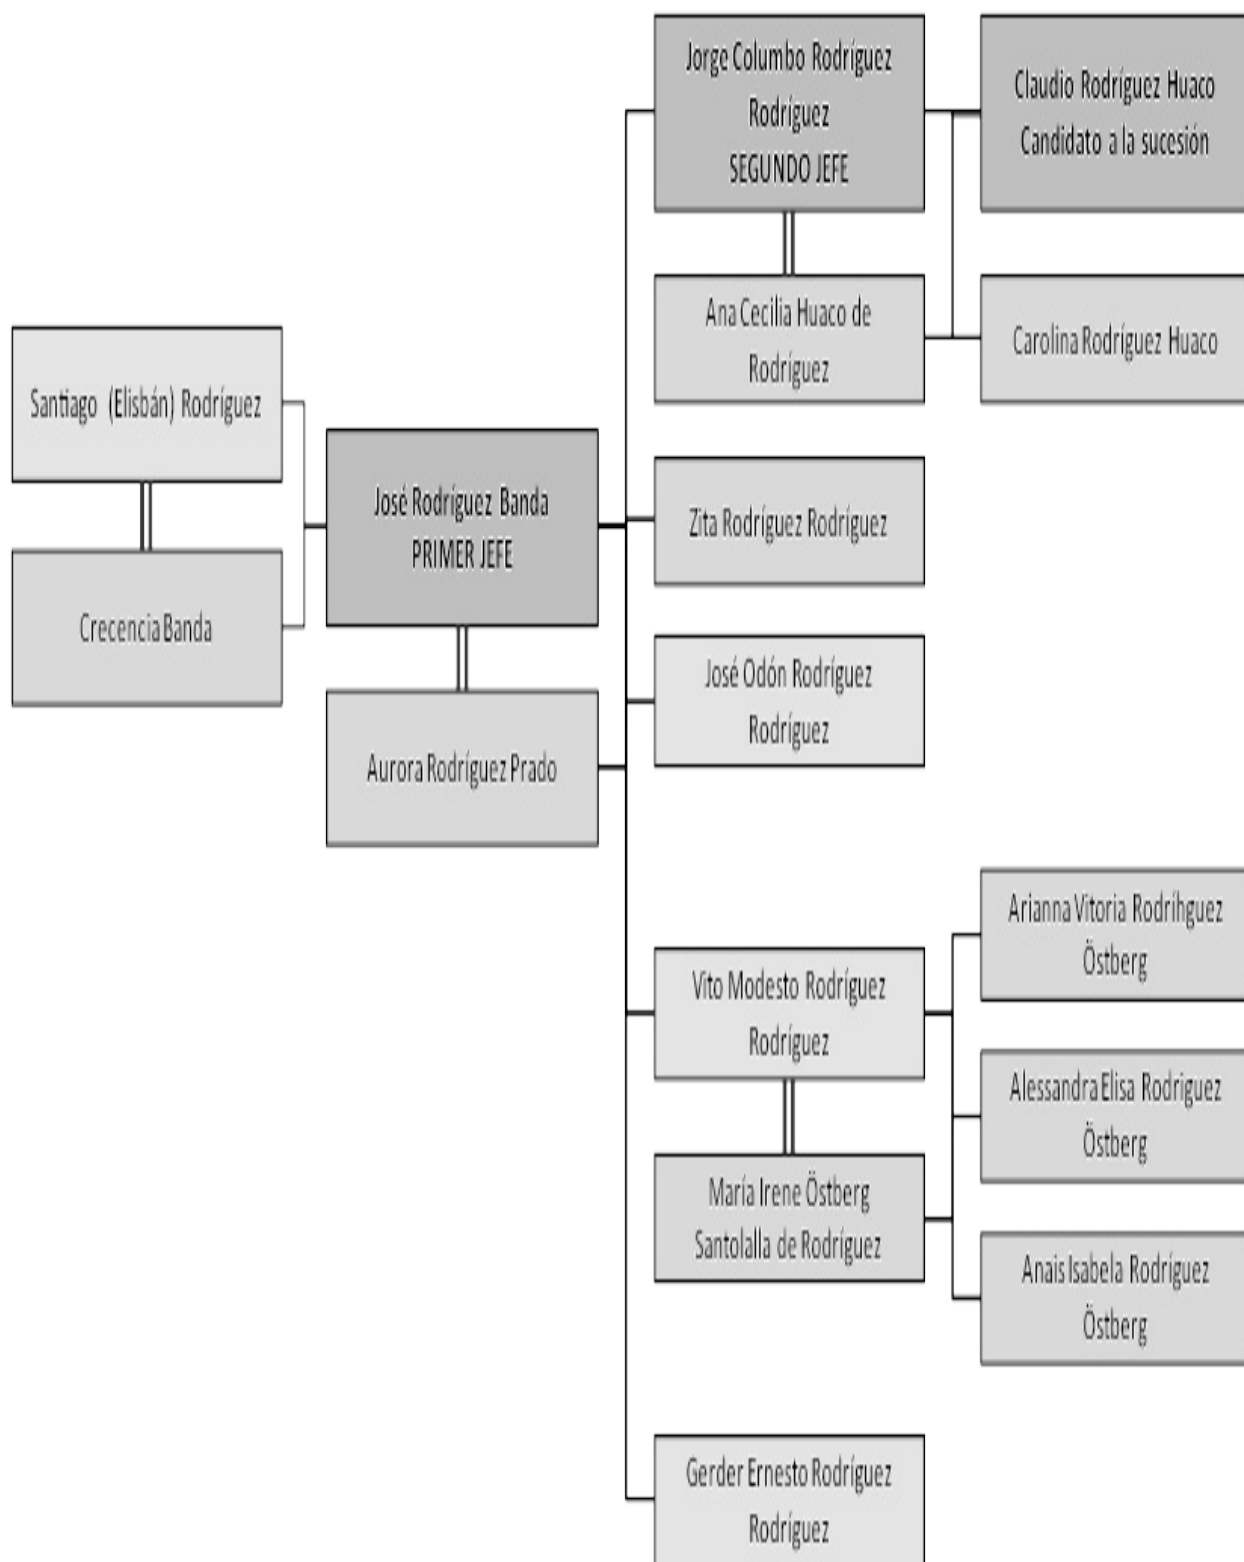 Jorge Columbo Rodríguez
Rodríguez
SEGUNDO JEFE
Claudio Rodríguez Huaco
Candidato a la sucesión
Ana Cecilia Huaco de
Rodríguez
Carolina Rodríguez Huaco
Santiago (Elisbán) Rodríguez
Crecencia Banda
José Rodríguez Banda
PRIMER JEFE
Aurora Rodríguez Prado
Zita Rodríguez Rodríguez
José Odón Rodríguez
Rodríguez
Vito Modesto Rodríguez
Rodríguez
María Irene Östberg
Santolalla de Rodríguez
Arianna Vitoria Rodríhguez
Östberg
Alessandra Elisa Rodriguez
Östberg
Anais Isabela Rodríguez
Östberg
Gerder Ernesto Rodríguez
Rodríguez